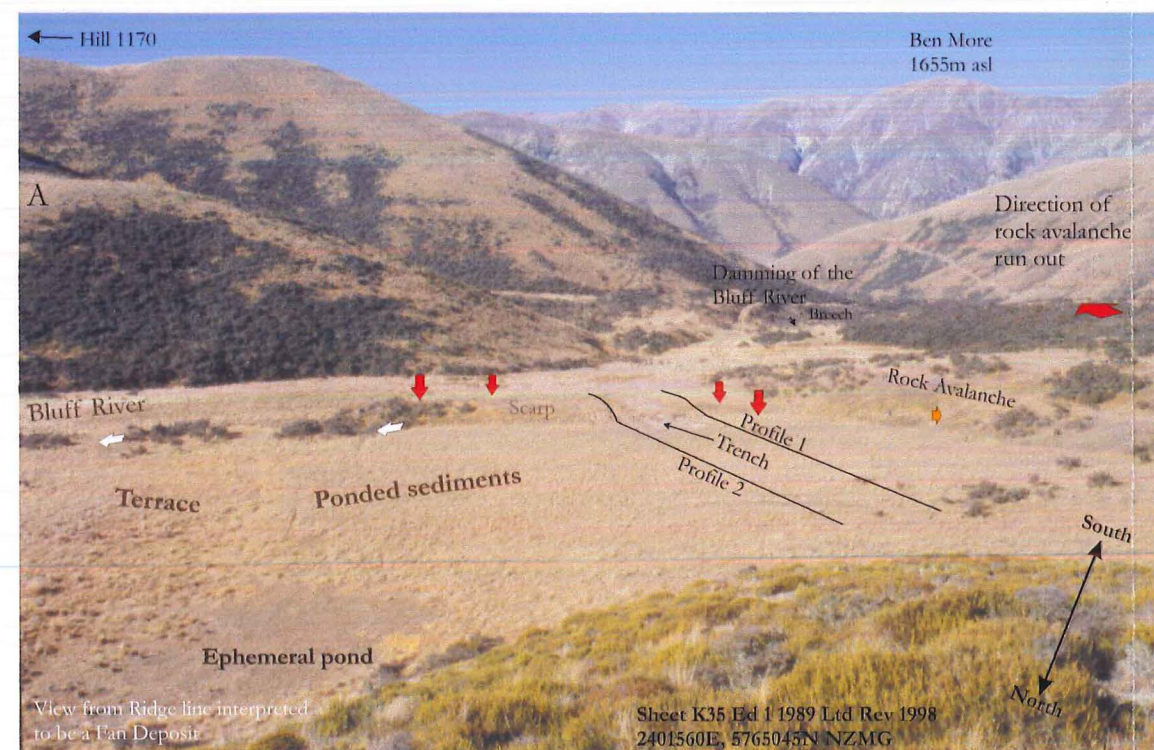 Hill 1170
Ben More
1655m asl
A
Direction of
rock avalanche
run out
Damming of the
Bluff River
Breech
Rock Avalanche
Bluff River
Scarp
Profile 1
Trench
Profile 2
Terrace
Ponded sediments
South
North
Ephemeral pond
View from Ridge line interpreted
to be a Fan Deposit
Sheet K35 Ed 1 1989 Ltd Rev 1998
2401560E, 5765045N NZMG